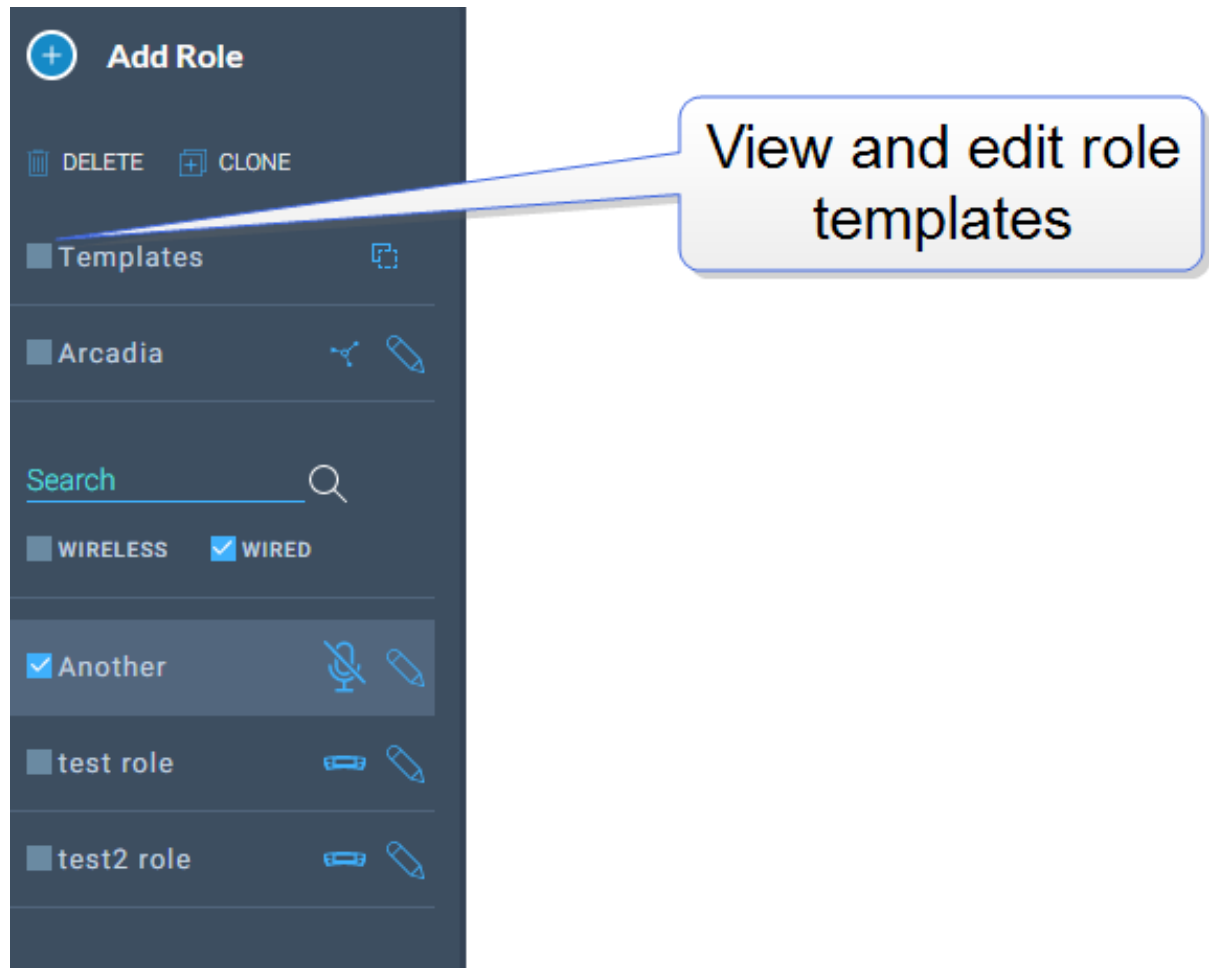 Add Role
DELETE CLONE
View and edit role
templates
Templates
Arcadia
Search
WIRELESS WIRED
Another
test role
test2 role